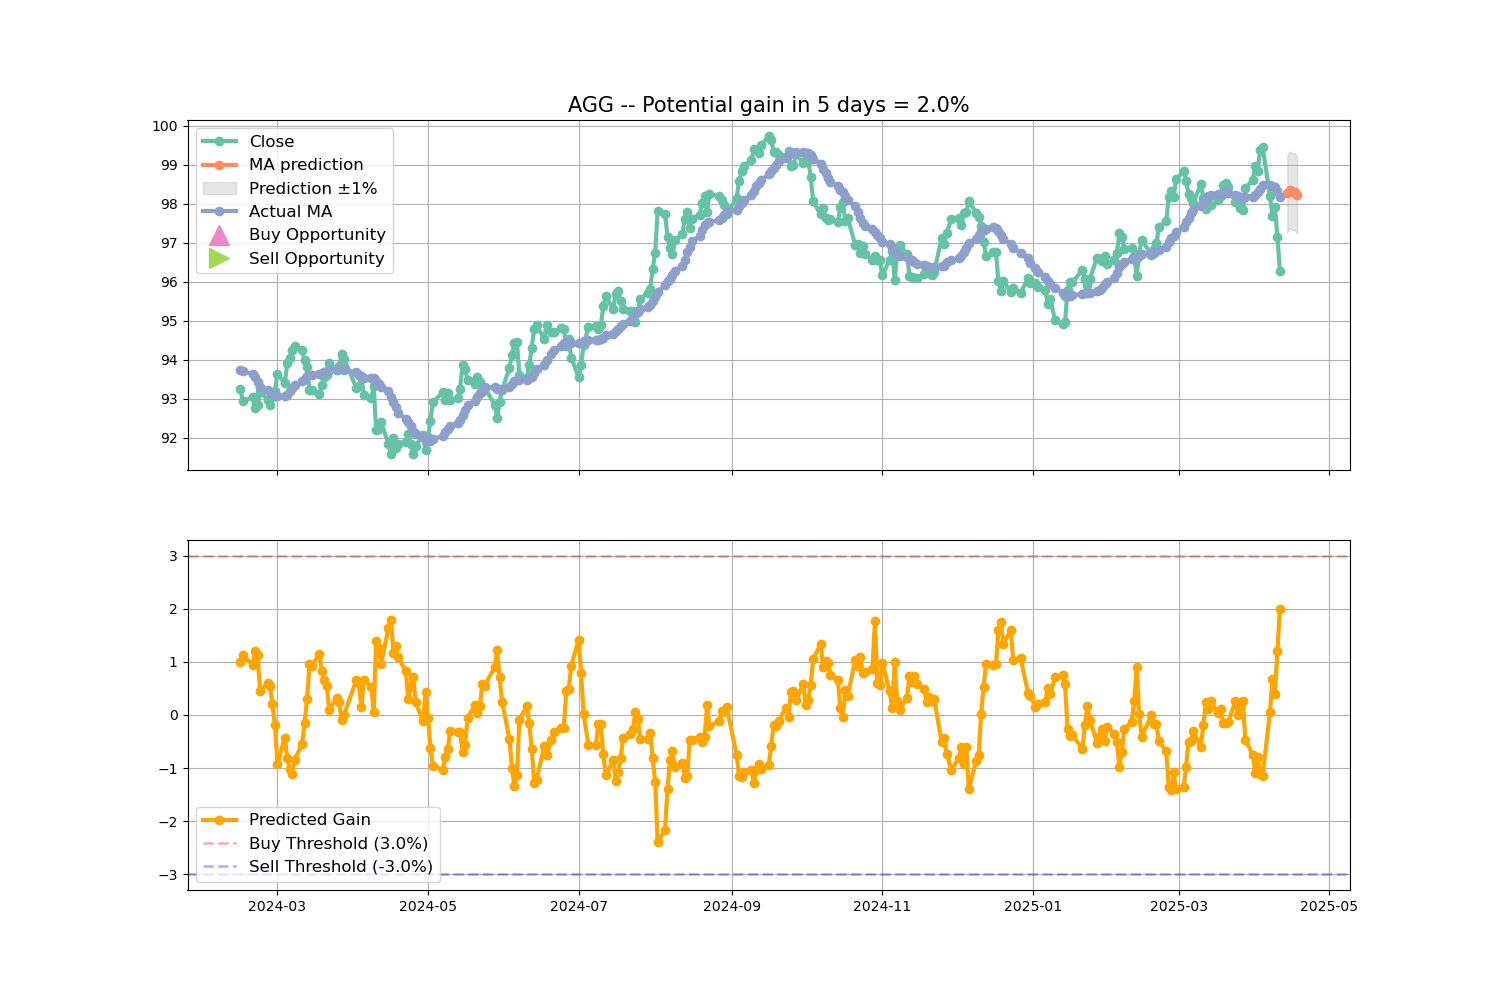 AGG -- Potential gain in 5 days = 2.0%
100
99
98
97
96
95
94
93
92
Close
MA prediction
Prediction ±1%
Actual MA
Buy Opportunity
Sell Opportunity
3
2
1
0
−1
−2
−3
Predicted Gain
Buy Threshold (3.0%)
Sell Threshold (-3.0%)
2024-03 2024-05 2024-07 2024-09 2024-11 2025-01 2025-03 2025-05